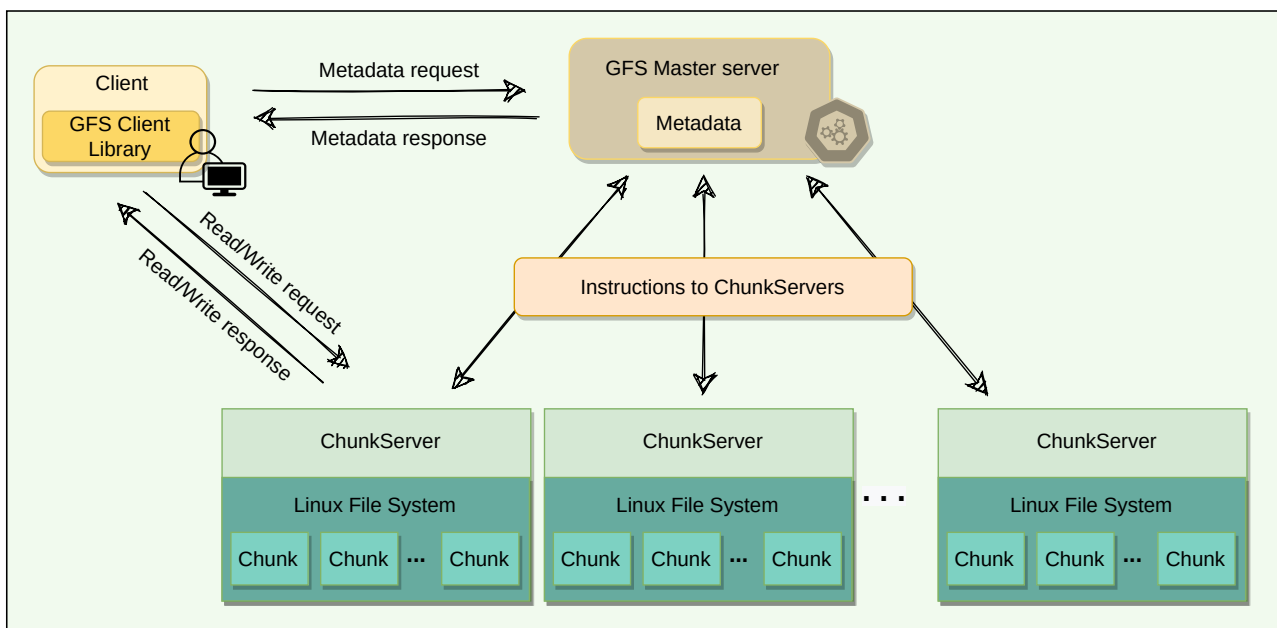 Client
GFS Client
Library
Metadata request
Metadata response
GFS Master server
Metadata
Read/Write request
Read/Write response
Instructions to ChunkServers
ChunkServer
Linux File System
Chunk
Chunk
...
Chunk
ChunkServer
Linux File System
Chunk
Chunk
...
Chunk
. . .
ChunkServer
Linux File System
Chunk
Chunk
...
Chunk